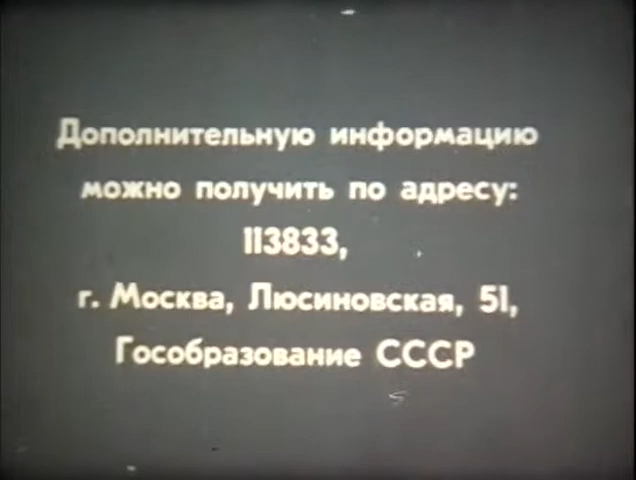 Дополнительную информацию
можно получить по адресу:
113833,
г. Москва, Люсиновская, 51,
Гособразование СССР